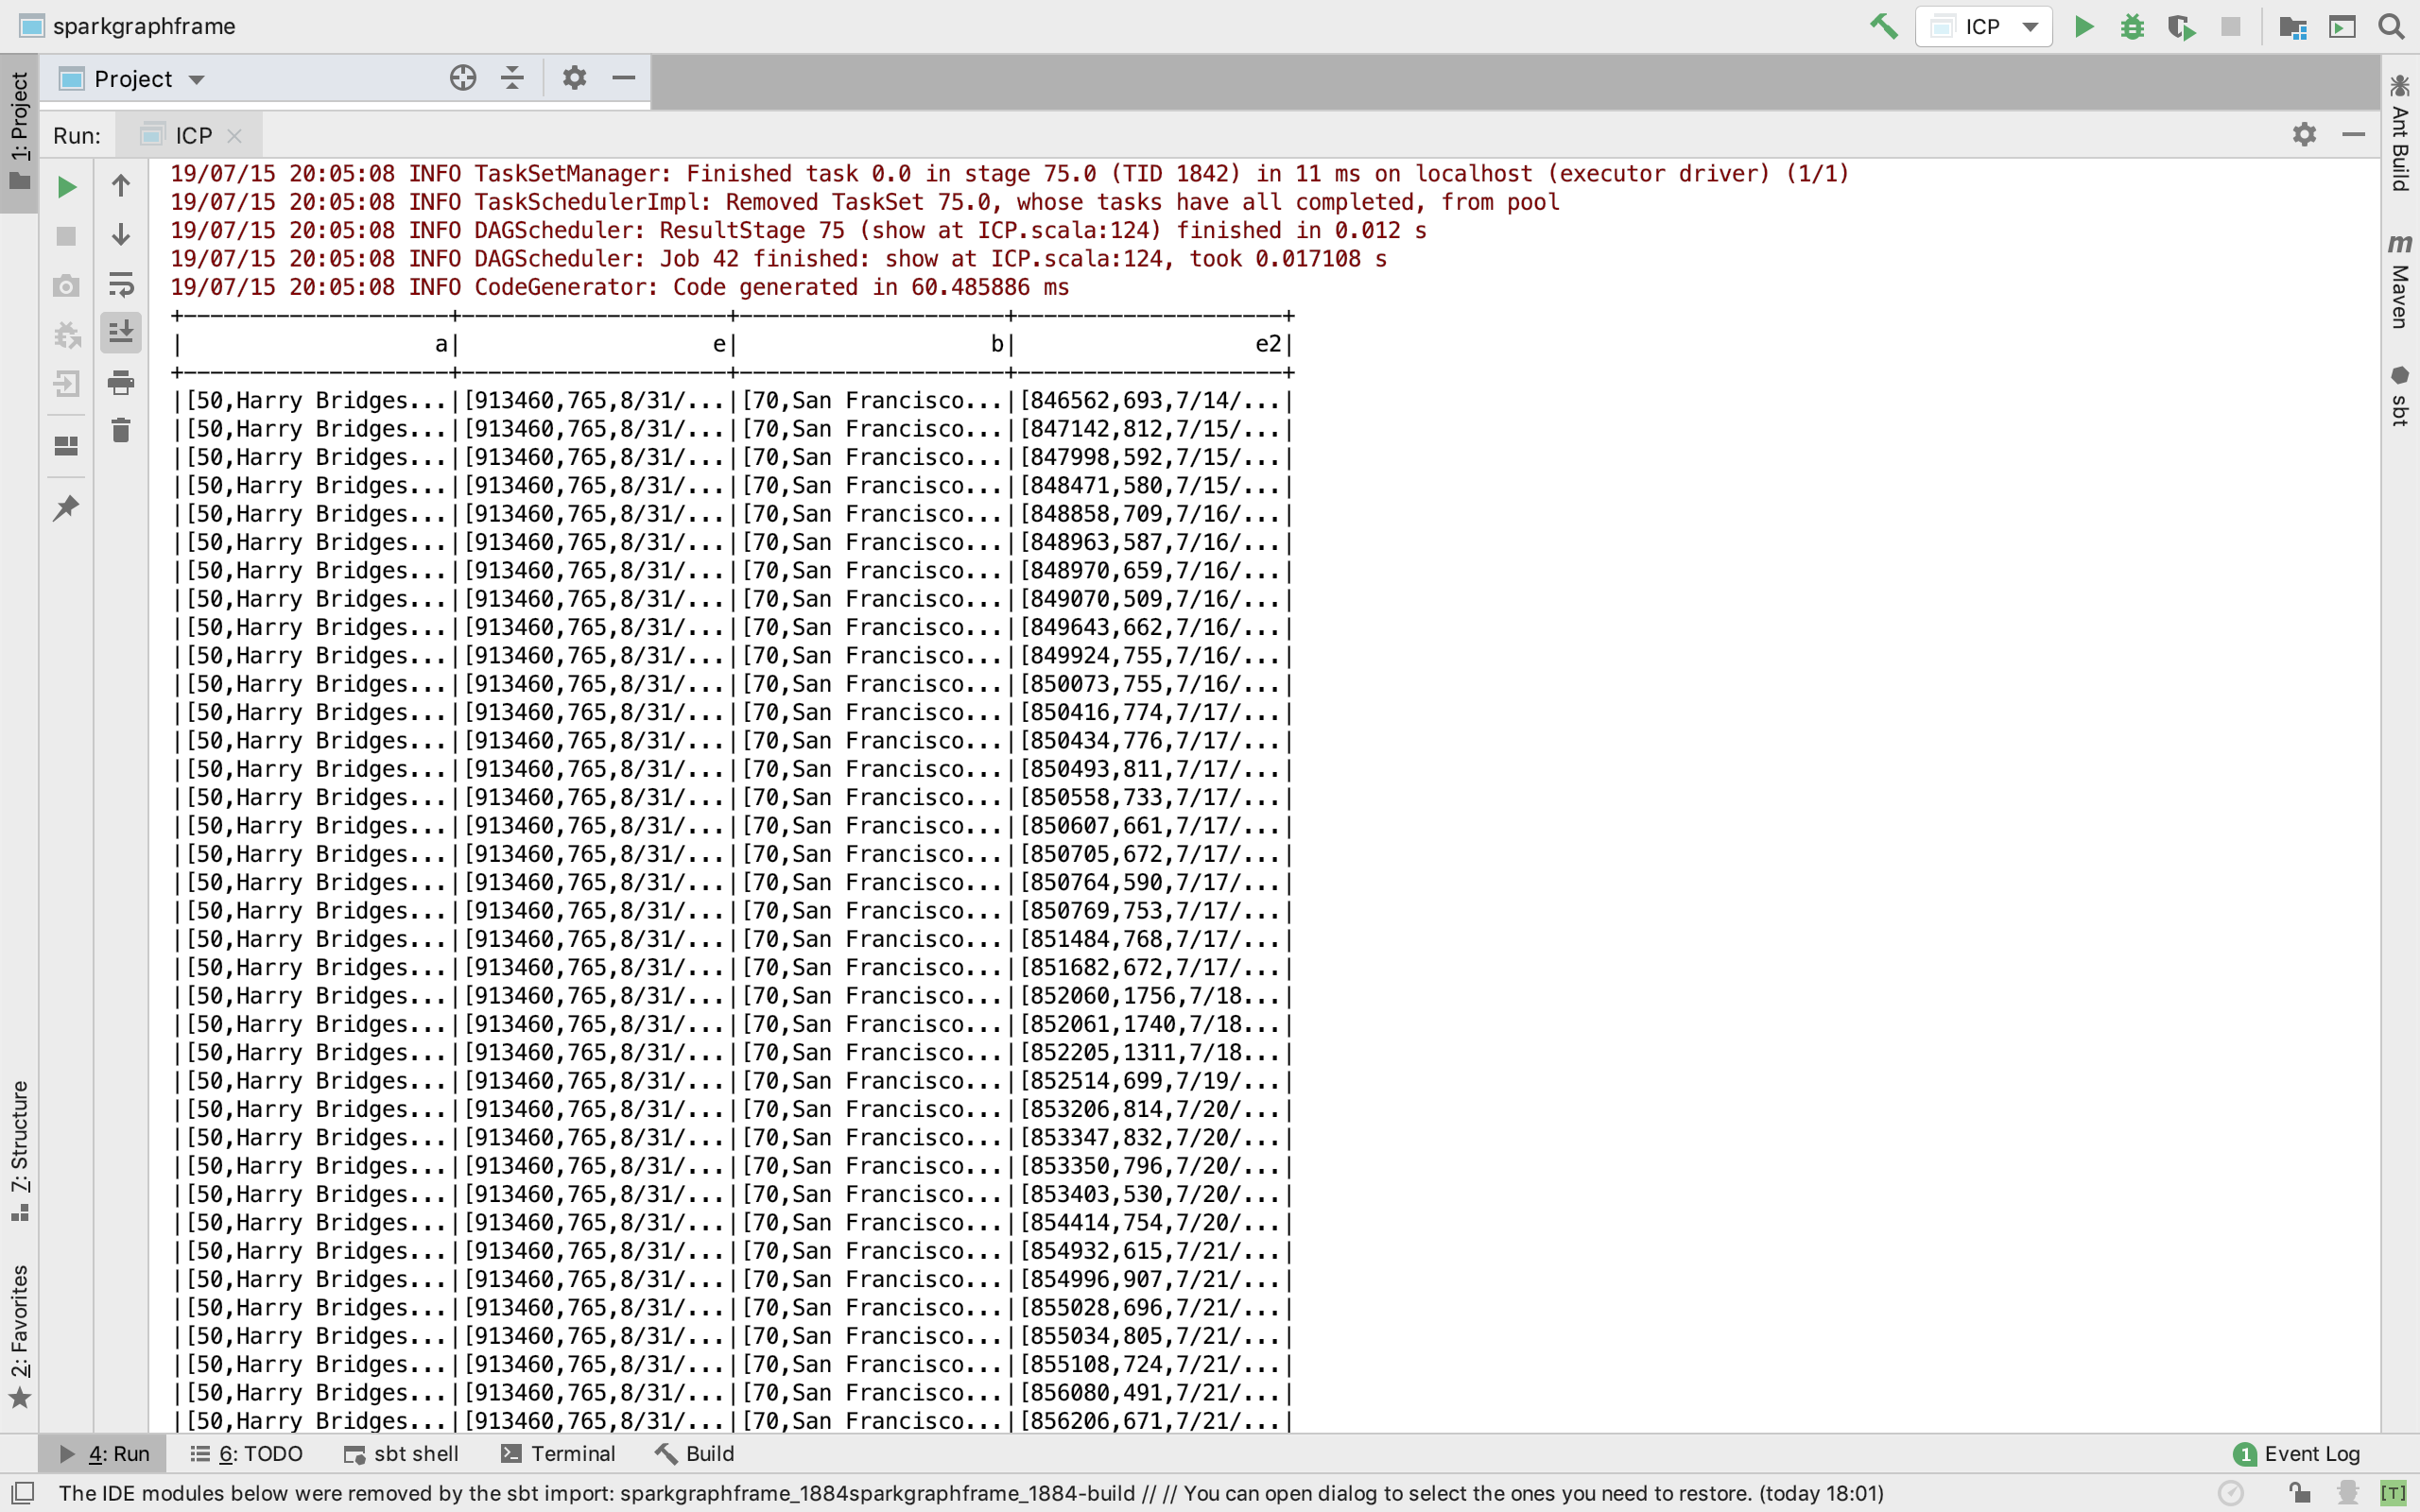 sparkgraphframe
ICP
Project
1: Project
Run:
ICP
19/07/15 20:05:08 INFO TaskSetManager: Finished task 0.0 in stage 75.0 (TID 1842) in 11 ms on localhost (executor driver) (1/1)
19/07/15 20:05:08 INFO TaskSchedulerImpl: Removed TaskSet 75.0, whose tasks have all completed, from pool
19/07/15 20:05:08 INFO DAGScheduler: ResultStage 75 (show at ICP.scala:124) finished in 0.012 s
19/07/15 20:05:08 INFO DAGScheduler: Job 42 finished: show at ICP.scala:124, took 0.017108 s
19/07/15 20:05:08 INFO CodeGenerator: Code generated in 60.485886 ms
+--------------------+--------------------+--------------------+--------------------+
|                   a|                   e|                   b|                  e2|
+--------------------+--------------------+--------------------+--------------------+
|[50,Harry Bridges...|[913460,765,8/31/...|[70,San Francisco...|[846562,693,7/14/...|
|[50,Harry Bridges...|[913460,765,8/31/...|[70,San Francisco...|[847142,812,7/15/...|
|[50,Harry Bridges...|[913460,765,8/31/...|[70,San Francisco...|[847998,592,7/15/...|
|[50,Harry Bridges...|[913460,765,8/31/...|[70,San Francisco...|[848471,580,7/15/...|
|[50,Harry Bridges...|[913460,765,8/31/...|[70,San Francisco...|[848858,709,7/16/...|
|[50,Harry Bridges...|[913460,765,8/31/...|[70,San Francisco...|[848963,587,7/16/...|
|[50,Harry Bridges...|[913460,765,8/31/...|[70,San Francisco...|[848970,659,7/16/...|
|[50,Harry Bridges...|[913460,765,8/31/...|[70,San Francisco...|[849070,509,7/16/...|
|[50,Harry Bridges...|[913460,765,8/31/...|[70,San Francisco...|[849643,662,7/16/...|
|[50,Harry Bridges...|[913460,765,8/31/...|[70,San Francisco...|[849924,755,7/16/...|
|[50,Harry Bridges...|[913460,765,8/31/...|[70,San Francisco...|[850073,755,7/16/...|
|[50,Harry Bridges...|[913460,765,8/31/...|[70,San Francisco...|[850416,774,7/17/...|
|[50,Harry Bridges...|[913460,765,8/31/...|[70,San Francisco...|[850434,776,7/17/...|
|[50,Harry Bridges...|[913460,765,8/31/...|[70,San Francisco...|[850493,811,7/17/...|
|[50,Harry Bridges...|[913460,765,8/31/...|[70,San Francisco...|[850558,733,7/17/...|
|[50,Harry Bridges...|[913460,765,8/31/...|[70,San Francisco...|[850607,661,7/17/...|
|[50,Harry Bridges...|[913460,765,8/31/...|[70,San Francisco...|[850705,672,7/17/...|
|[50,Harry Bridges...|[913460,765,8/31/...|[70,San Francisco...|[850764,590,7/17/...|
|[50,Harry Bridges...|[913460,765,8/31/...|[70,San Francisco...|[850769,753,7/17/...|
|[50,Harry Bridges...|[913460,765,8/31/...|[70,San Francisco...|[851484,768,7/17/...|
|[50,Harry Bridges...|[913460,765,8/31/...|[70,San Francisco...|[851682,672,7/17/...|
|[50,Harry Bridges...|[913460,765,8/31/...|[70,San Francisco...|[852060,1756,7/18...|
|[50,Harry Bridges...|[913460,765,8/31/...|[70,San Francisco...|[852061,1740,7/18...|
|[50,Harry Bridges...|[913460,765,8/31/...|[70,San Francisco...|[852205,1311,7/18...|
|[50,Harry Bridges...|[913460,765,8/31/...|[70,San Francisco...|[852514,699,7/19/...|
|[50,Harry Bridges...|[913460,765,8/31/...|[70,San Francisco...|[853206,814,7/20/...|
|[50,Harry Bridges...|[913460,765,8/31/...|[70,San Francisco...|[853347,832,7/20/...|
|[50,Harry Bridges...|[913460,765,8/31/...|[70,San Francisco...|[853350,796,7/20/...|
|[50,Harry Bridges...|[913460,765,8/31/...|[70,San Francisco...|[853403,530,7/20/...|
|[50,Harry Bridges...|[913460,765,8/31/...|[70,San Francisco...|[854414,754,7/20/...|
|[50,Harry Bridges...|[913460,765,8/31/...|[70,San Francisco...|[854932,615,7/21/...|
|[50,Harry Bridges...|[913460,765,8/31/...|[70,San Francisco...|[854996,907,7/21/...|
|[50,Harry Bridges...|[913460,765,8/31/...|[70,San Francisco...|[855028,696,7/21/...|
|[50,Harry Bridges...|[913460,765,8/31/...|[70,San Francisco...|[855034,805,7/21/...|
|[50,Harry Bridges...|[913460,765,8/31/...|[70,San Francisco...|[855108,724,7/21/...|
|[50,Harry Bridges...|[913460,765,8/31/...|[70,San Francisco...|[856080,491,7/21/...|
|[50,Harry Bridges...|[913460,765,8/31/...|[70,San Francisco...|[856206,671,7/21/...|
7: Structure
2: Favorites
Ant Build
m Maven
sbt
4: Run
6: TODO
sbt shell
Terminal
Build
1 Event Log
The IDE modules below were removed by the sbt import: sparkgraphframe_1884sparkgraphframe_1884-build // // You can open dialog to select the ones you need to restore. (today 18:01)
[T]